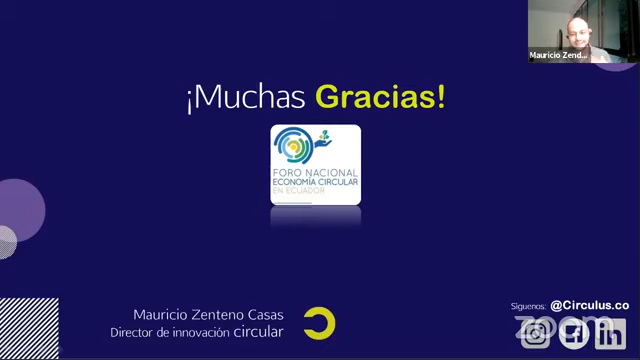 Mauricio Zend...
¡Muchas Gracias!
FORO NACIONAL
ECONOMÍA CIRCULAR
EN ECUADOR
Mauricio Zenteno Casas
Director de innovación circular
Síguenos: @Circulus.co
zoom